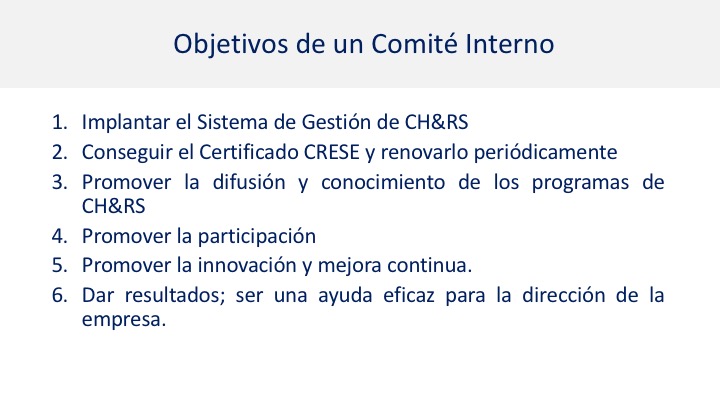 Objetivos de un Comité Interno
1. Implantar el Sistema de Gestión de CH&RS
2. Conseguir el Certificado CRESE y renovarlo periódicamente
3. Promover la difusión y conocimiento de los programas de
CH&RS
4. Promover la participación
5. Promover la innovación y mejora continua.
6. Dar resultados; ser una ayuda eficaz para la dirección de la
empresa.